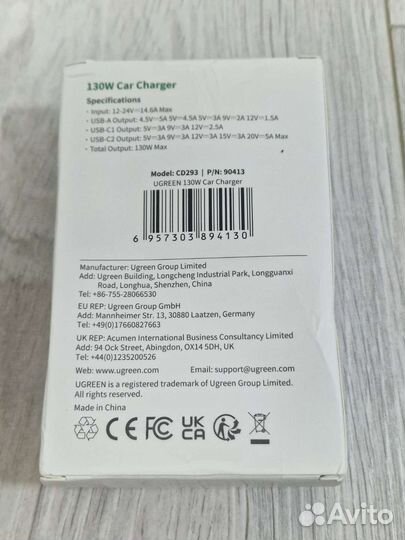 130W Car Charger
Specifications
• Input: 12-24V⎓14.6A Max
• USB-A Output: 4.5V⎓5A 5V⎓4.5A 5V⎓3A 9V⎓2A 12V⎓1.5A
• USB-C1 Output: 5V⎓3A 9V⎓3A 12V⎓2.5A
• USB-C2 Output: 5V⎓3A 9V⎓3A 12V⎓3A 15V⎓3A 20V⎓5A Max
• Total Output: 130W Max
Model: CD293 | P/N: 90413
UGREEN 130W Car Charger
6 957303 894130
Manufacturer: Ugreen Group Limited
Add: Ugreen Building, Longcheng Industrial Park, Longguanxi
Road, Longhua, Shenzhen, China
Tel: +86-755-28066530
EU REP: Ugreen Group GmbH
Add: Mannheimer Str. 13, 30880 Laatzen, Germany
Tel: +49(0)17660827663
UK REP: Acumen International Business Consultancy Limited
Add: 94 Ock Street, Abingdon, OX14 5DH, UK
Tel: +44(0)1235200526
Web: www.ugreen.com Email: support@ugreen.com
UGREEN is a registered trademark of Ugreen Group Limited.
All rights reserved.
Made in China
CE FC UK CA
Avito